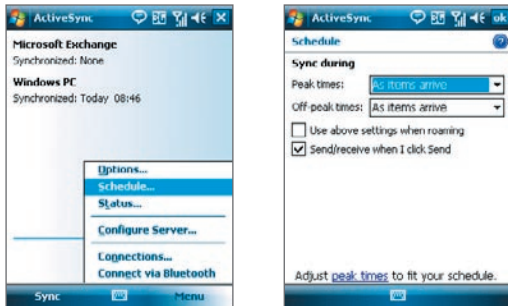 ActiveSync
Microsoft Exchange
Synchronized: None
Windows PC
Synchronized: Today 08:46
Options...
Schedule...
Status...
Configure Server...
Connections...
Connect via Bluetooth
Sync
Menu
ActiveSync
ok
Schedule
Sync during
Peak times: As items arrive
Off-peak times: As items arrive
Use above settings when roaming
Send/receive when I click Send
Adjust peak times to fit your schedule.